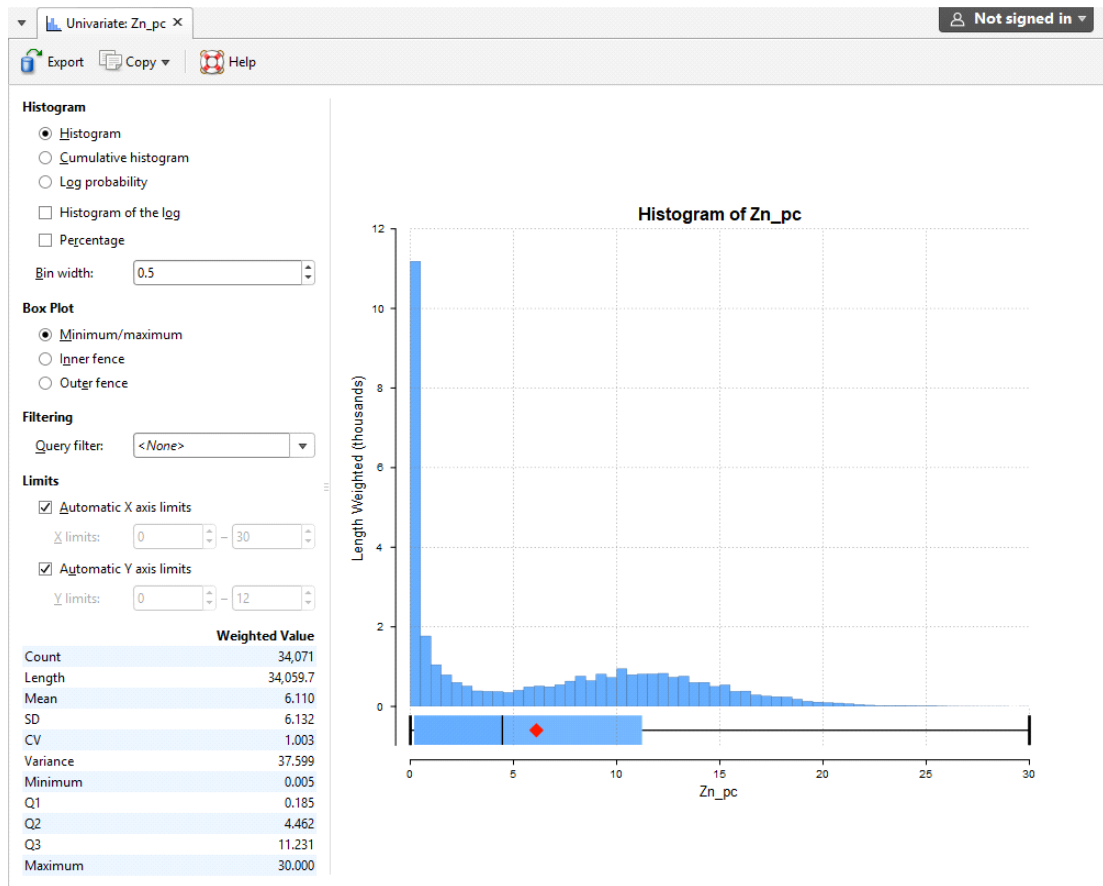 Univariate: Zn_pc ×
Not signed in
Export Copy Help
Histogram
Histogram
Cumulative histogram
Log probability
Histogram of the log
Percentage
Bin width: 0.5
Box Plot
Minimum/maximum
Inner fence
Outer fence
Filtering
Query filter: <None>
Limits
Automatic X axis limits
X limits: 0 – 30
Automatic Y axis limits
Y limits: 0 – 12
Weighted Value
Count 34,071
Length 34,059.7
Mean 6.110
SD 6.132
CV 1.003
Variance 37.599
Minimum 0.005
Q1 0.185
Q2 4.462
Q3 11.231
Maximum 30.000
Histogram of Zn_pc
12
10
8
6
4
2
0
Length Weighted (thousands)
0 5 10 15 20 25 30
Zn_pc